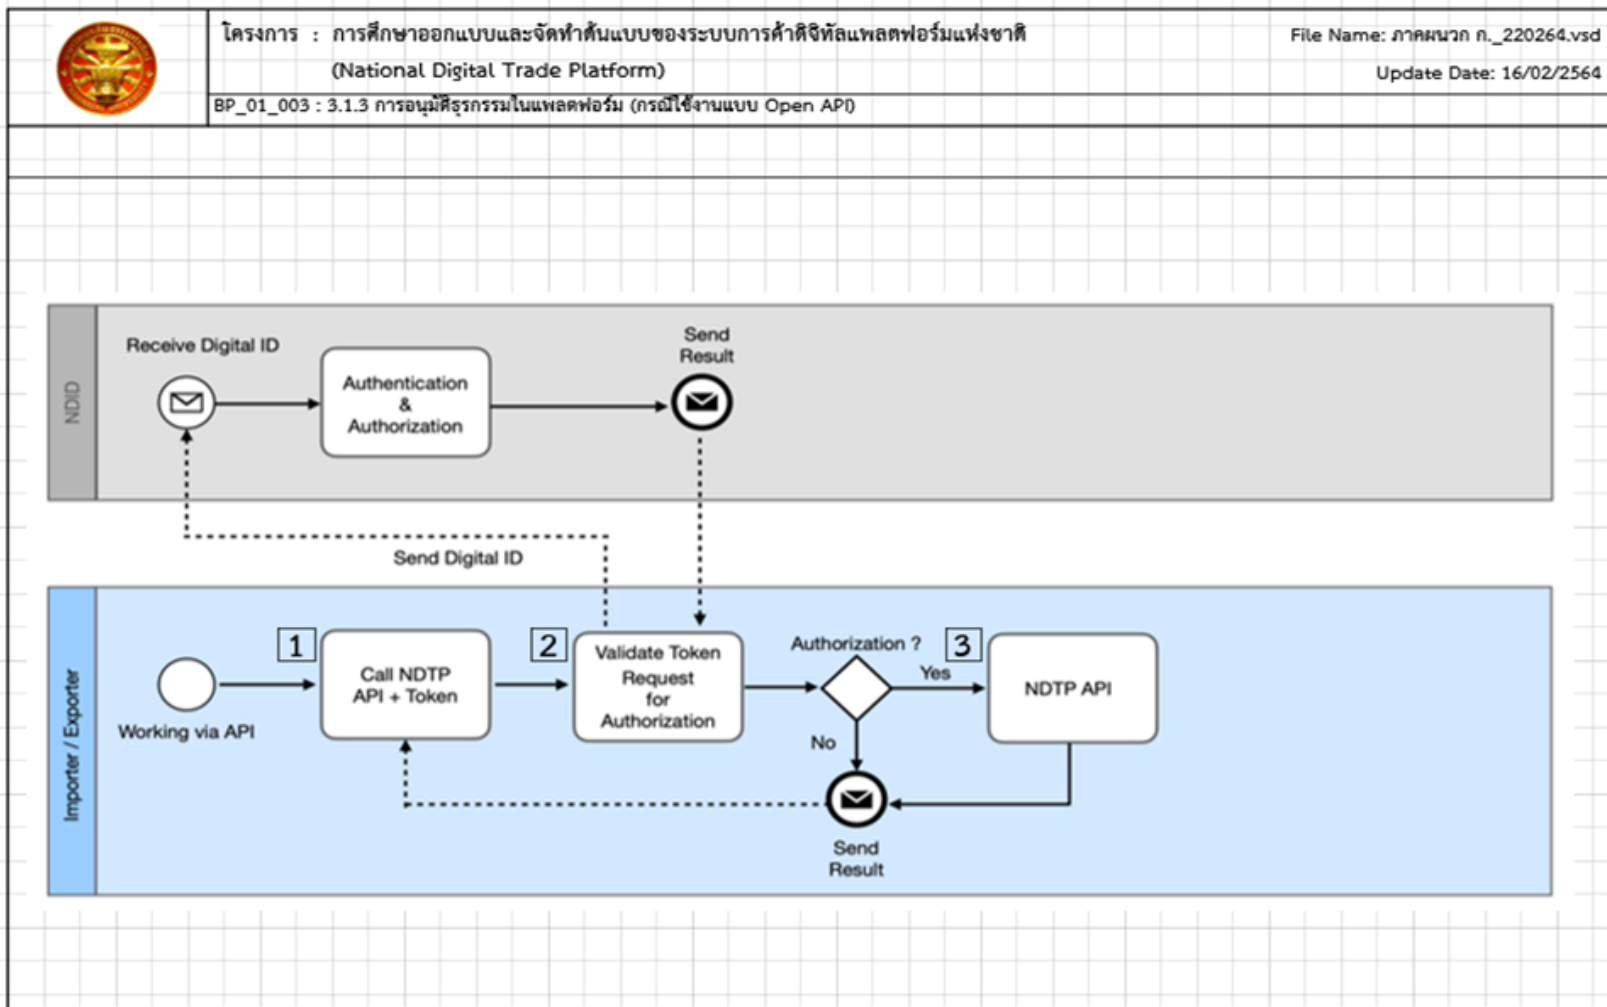 โครงการ : การศึกษาออกแบบและจัดทำต้นแบบของระบบการค้าดิจิทัลแพลตฟอร์มแห่งชาติ
(National Digital Trade Platform)
File Name: ภาคผนวก ก._220264.vsd
Update Date: 16/02/2564
BP_01_003 : 3.1.3 การอนุมัติธุรกรรมในแพลตฟอร์ม (กรณีใช้งานแบบ Open API)
NDID
Receive Digital ID
Authentication
&
Authorization
Send
Result
Send Digital ID
Importer / Exporter
Working via API
1
Call NDTP
API + Token
2
Validate Token
Request
for
Authorization
Authorization ?
Yes
No
3
NDTP API
Send
Result